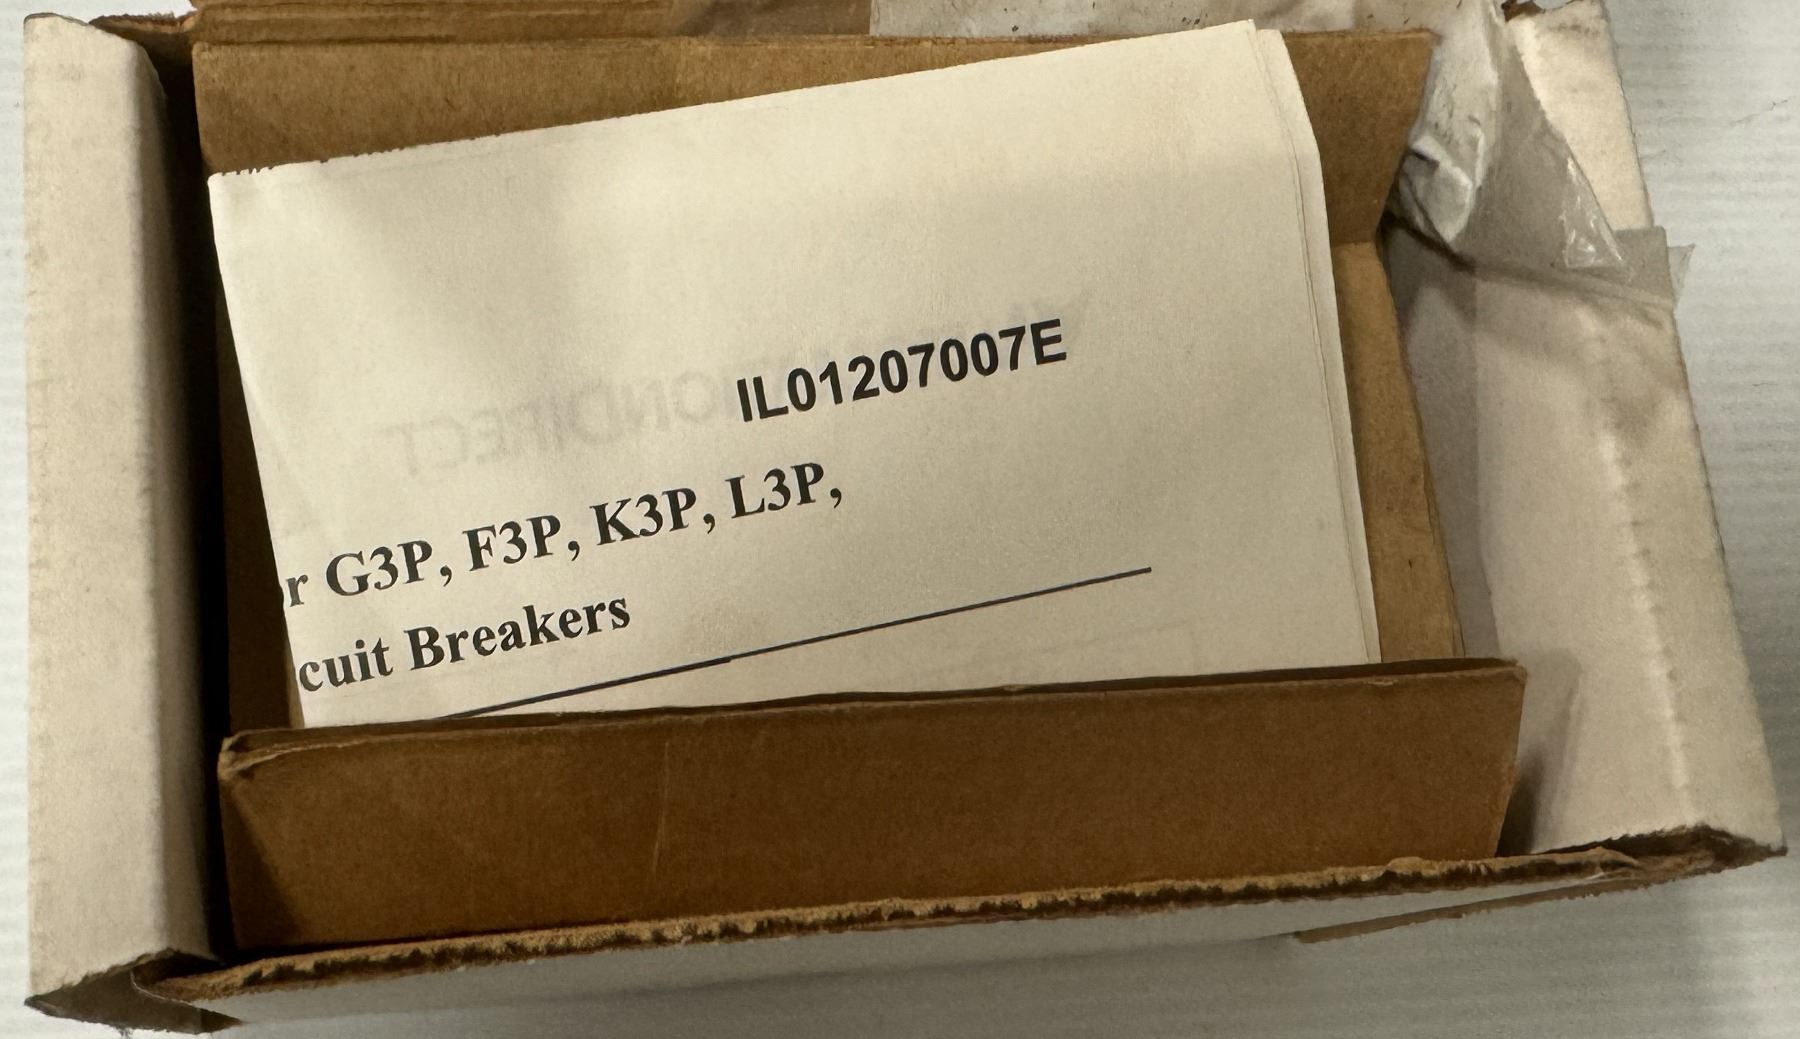 IL01207007E
r G3P, F3P, K3P, L3P,
cuit Breakers